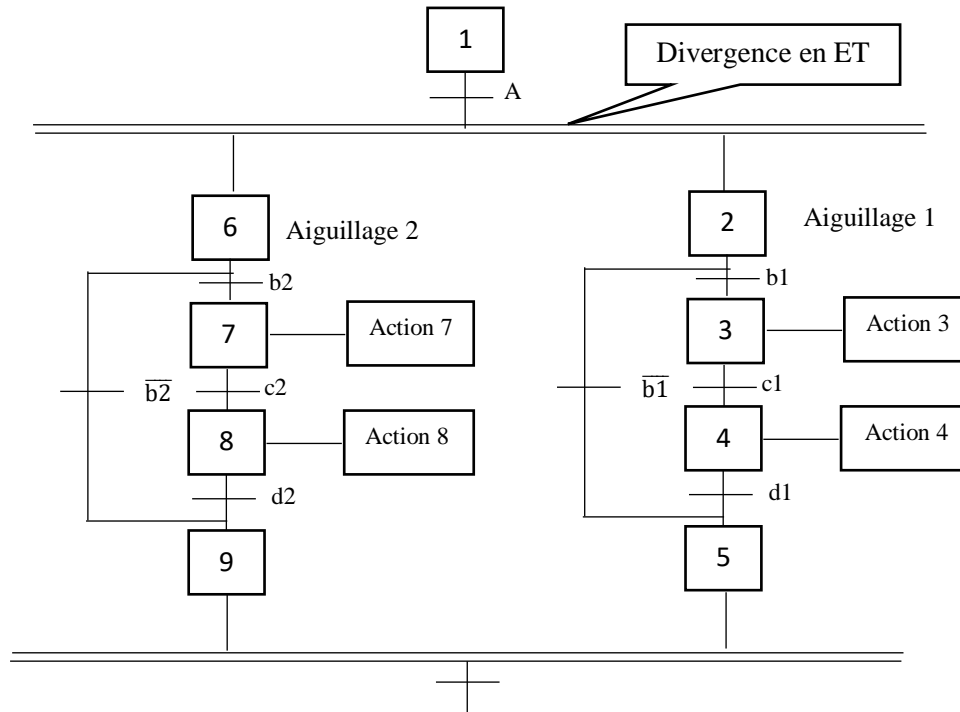 1
Divergence en ET
A
6
Aiguillage 2
2
Aiguillage 1
b2
b1
7
Action 7
3
Action 3
b2̅
c2
b1̅
c1
8
Action 8
4
Action 4
d2
d1
9
5